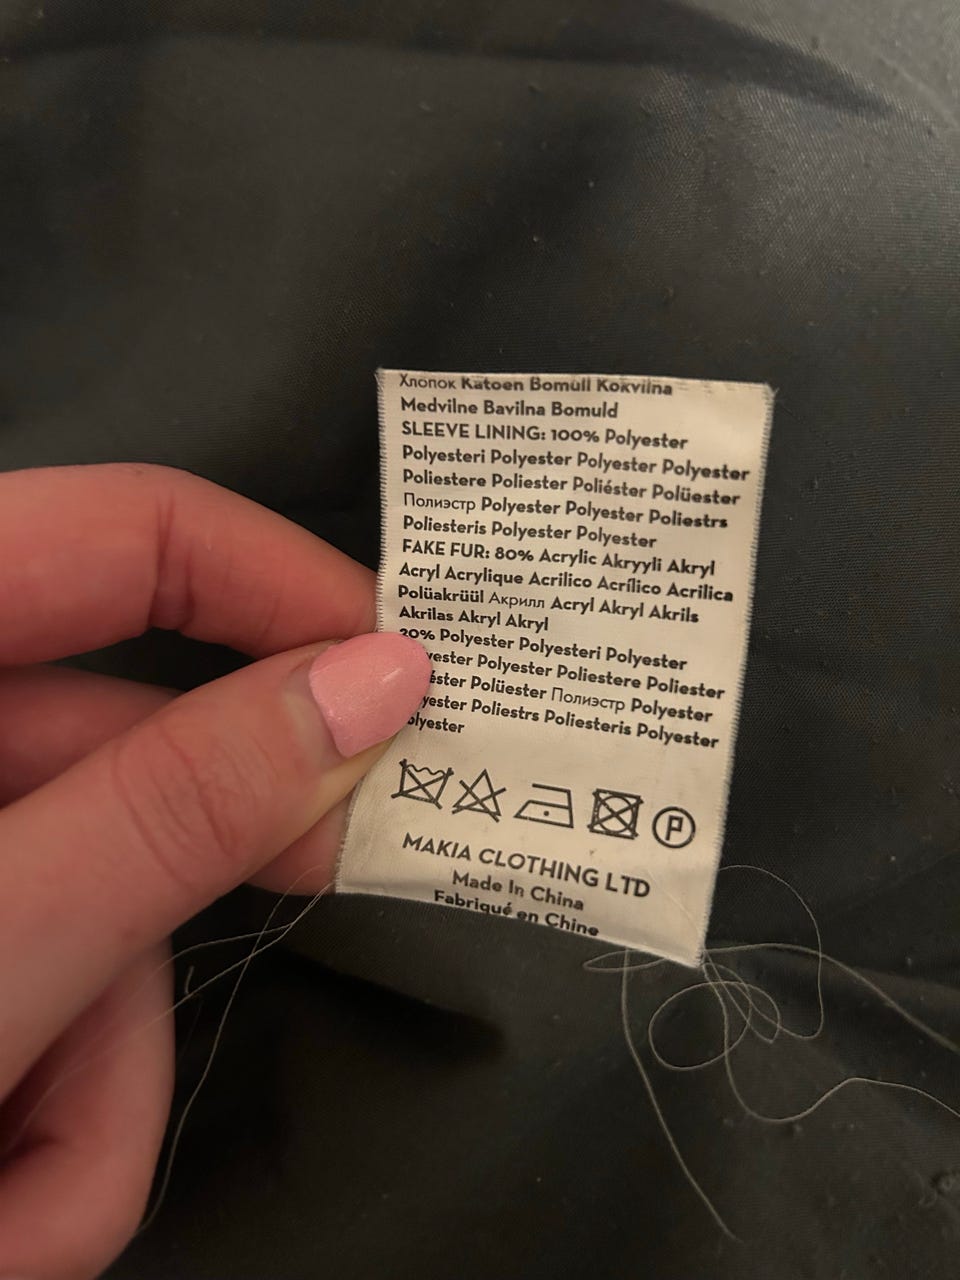 Хлопок Katoen Bomull Kokvilna
Medvilne Bavilna Bomuld
SLEEVE LINING: 100% Polyester
Polyesteri Polyester Polyester Polyester
Poliestere Poliester Poliéster Polüester
Полиэстр Polyester Polyester Poliestrs
Poliesteris Polyester Polyester
FAKE FUR: 80% Acrylic Akryyli Akryl
Acryl Acrylique Acrilico Acrílico Acrilica
Polüakrüül Акрилл Acryl Akryl Akrils
Akrilas Akryl Akryl
20% Polyester Polyesteri Polyester
Polyester Poliestere Poliester
Polüester Полиэстр Polyester
Poliestrs Poliesteris Polyester
P
MAKIA CLOTHING LTD
Made In China
Fabriqué en Chine